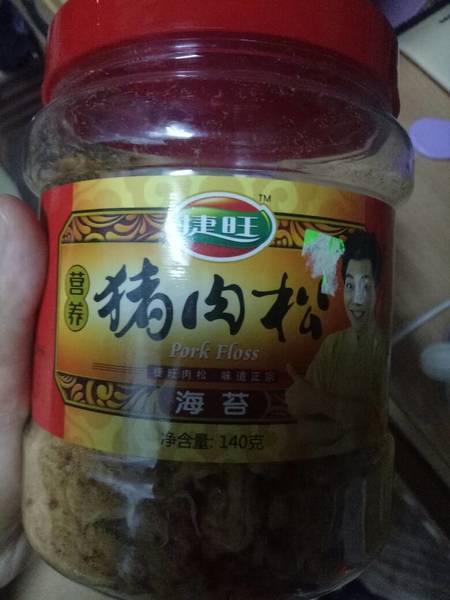 捷旺
TM
营养
猪肉松
Pork Floss
捷旺肉松 味道正宗
海苔
净含量: 140克